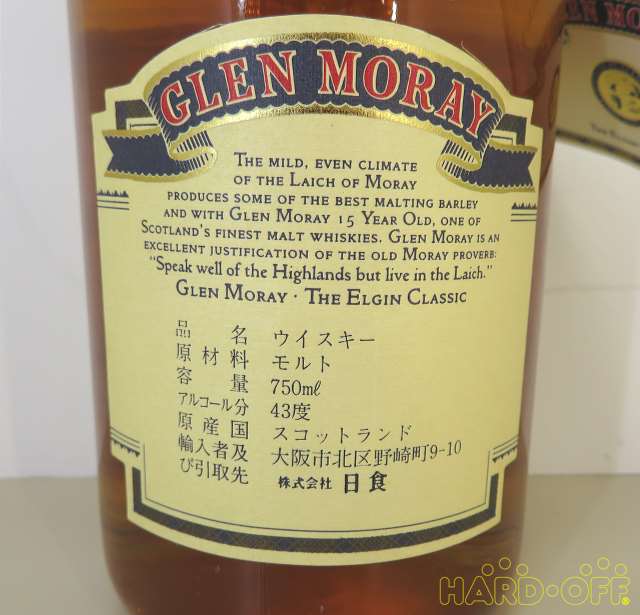 GLEN MORAY
THE MILD, EVEN CLIMATE
OF THE LAICH OF MORAY
PRODUCES SOME OF THE BEST MALTING BARLEY
AND WITH GLEN MORAY 15 YEAR OLD, ONE OF
SCOTLAND'S FINEST MALT WHISKIES. GLEN MORAY IS AN
EXCELLENT JUSTIFICATION OF THE OLD MORAY PROVERB:
"Speak well of the Highlands but live in the Laich."
GLEN MORAY · THE ELGIN CLASSIC
品名 ウイスキー
原材料 モルト
容量 750ml
アルコール分 43度
原産国 スコットランド
輸入者及 大阪市北区野崎町9-10
び引取先 株式会社 日食
HARD·OFF